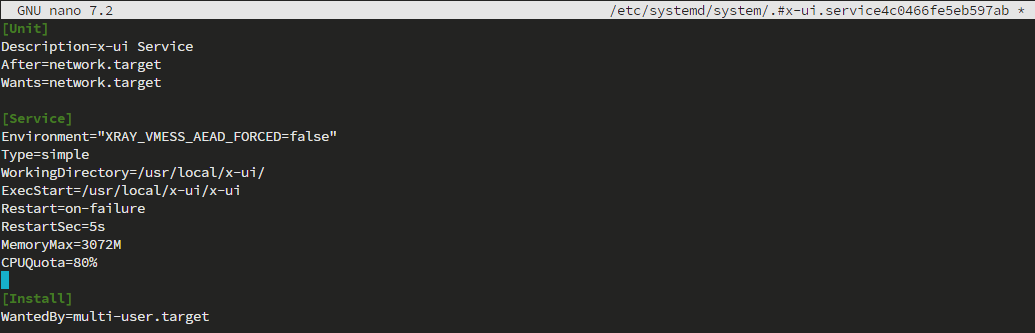 GNU nano 7.2 /etc/systemd/system/.#x-ui.service4c0466fe5eb597ab *
[Unit]
Description=x-ui Service
After=network.target
Wants=network.target
[Service]
Environment="XRAY_VMESS_AEAD_FORCED=false"
Type=simple
WorkingDirectory=/usr/local/x-ui/
ExecStart=/usr/local/x-ui/x-ui
Restart=on-failure
RestartSec=5s
MemoryMax=3072M
CPUQuota=80%
[Install]
WantedBy=multi-user.target